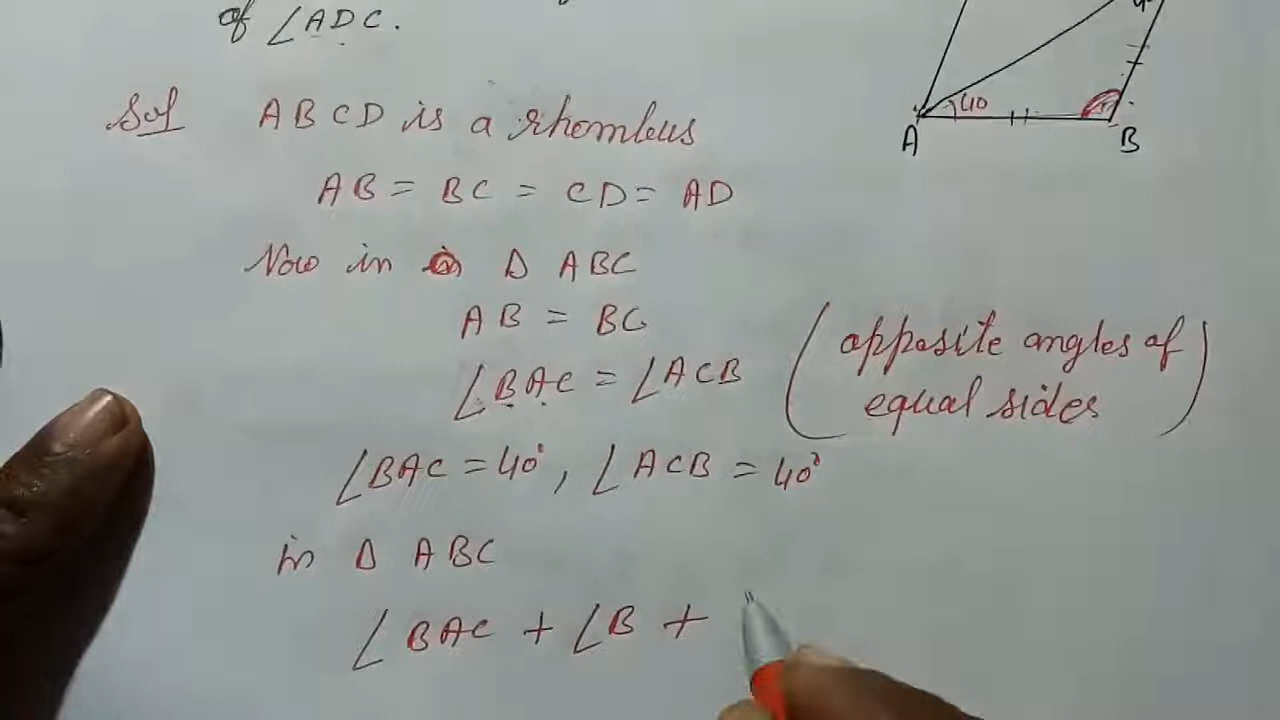 of ∠ADC.
Sol ABCD is a rhombus
AB = BC = CD = AD
Now in Δ ABC
AB = BC
∠BAC = ∠ACB (opposite angles of
equal sides)
∠BAC = 40°, ∠ACB = 40°
in Δ ABC
∠BAC + ∠B +
40
A
B